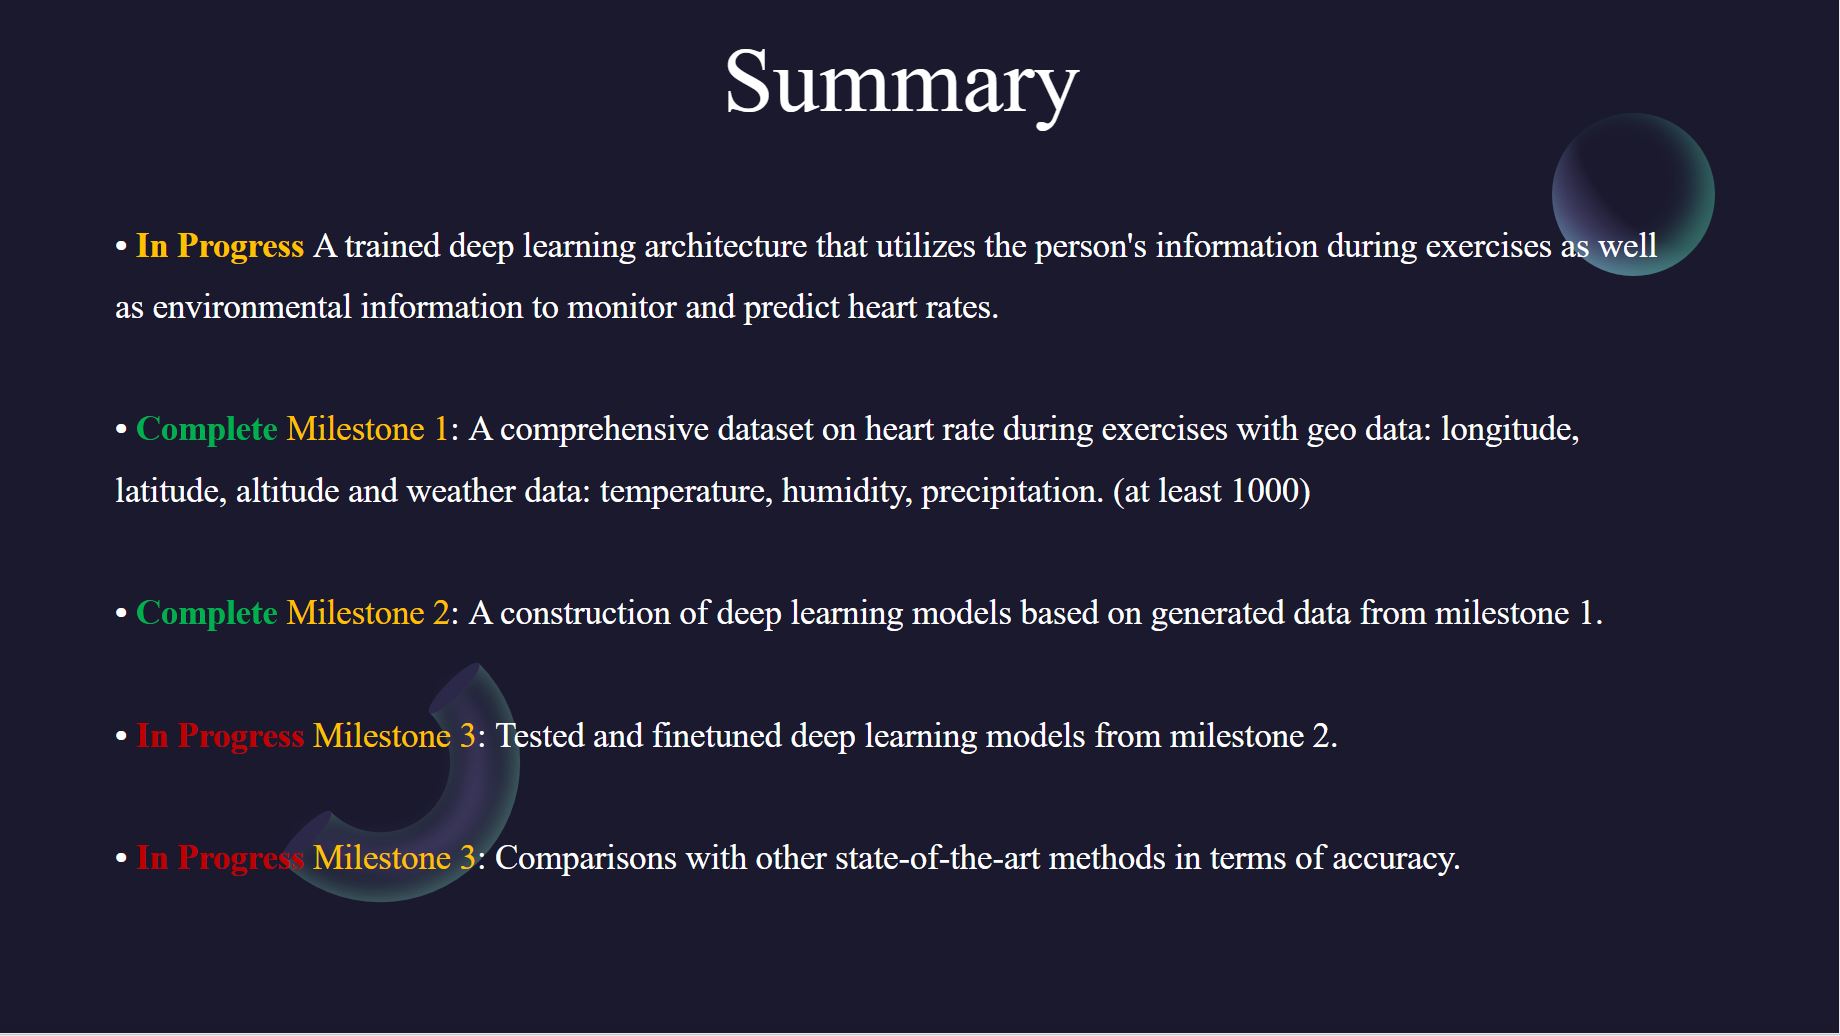 Summary
• In Progress A trained deep learning architecture that utilizes the person's information during exercises as well
as environmental information to monitor and predict heart rates.
• Complete Milestone 1: A comprehensive dataset on heart rate during exercises with geo data: longitude,
latitude, altitude and weather data: temperature, humidity, precipitation. (at least 1000)
• Complete Milestone 2: A construction of deep learning models based on generated data from milestone 1.
• In Progress Milestone 3: Tested and finetuned deep learning models from milestone 2.
• In Progress Milestone 3: Comparisons with other state-of-the-art methods in terms of accuracy.